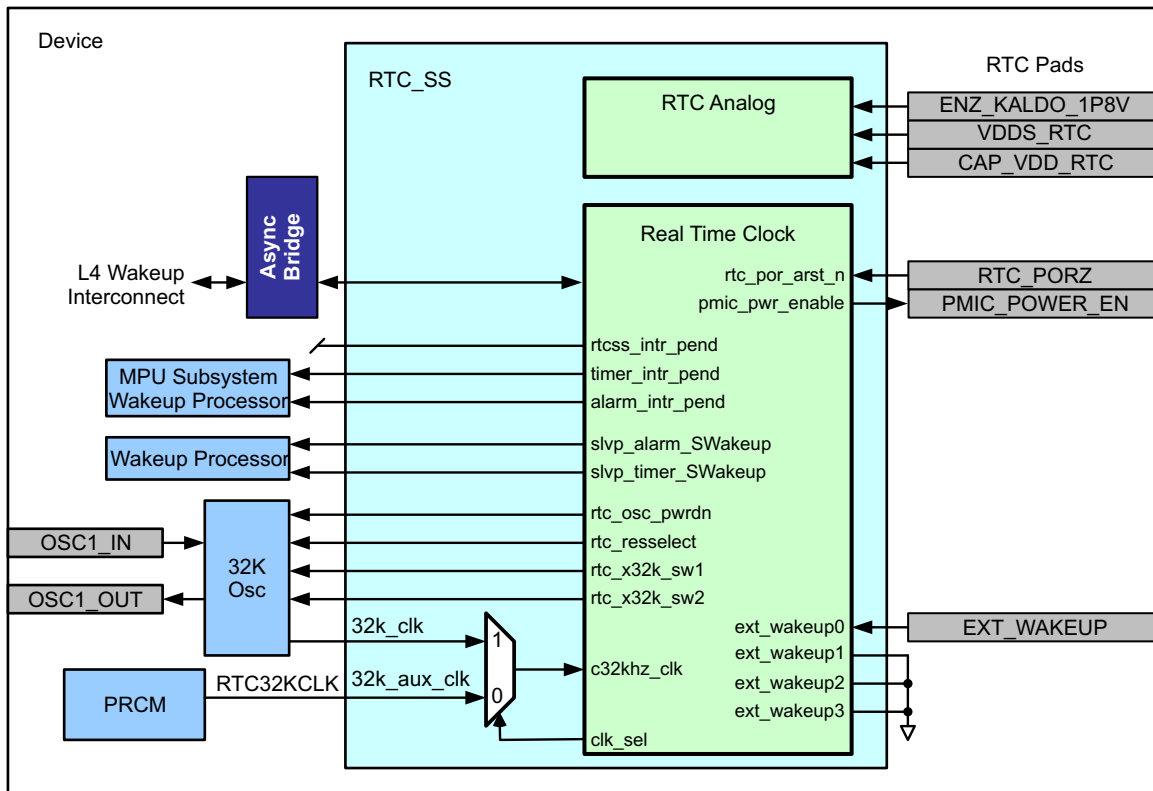 Device
RTC_SS
RTC Analog
RTC Pads
ENZ_KALDO_1P8V
VDDS_RTC
CAP_VDD_RTC
Async
Bridge
L4 Wakeup
Interconnect
Real Time Clock
rtc_por_arst_n
pmic_pwr_enable
RTC_PORZ
PMIC_POWER_EN
rtcss_intr_pend
timer_intr_pend
alarm_intr_pend
MPU Subsystem
Wakeup Processor
slvp_alarm_SWakeup
slvp_timer_SWakeup
Wakeup Processor
rtc_osc_pwrdn
rtc_resselect
rtc_x32k_sw1
rtc_x32k_sw2
OSC1_IN
OSC1_OUT
32K
Osc
32k_clk
1
0
c32khz_clk
clk_sel
PRCM
RTC32KCLK
32k_aux_clk
ext_wakeup0
ext_wakeup1
ext_wakeup2
ext_wakeup3
EXT_WAKEUP